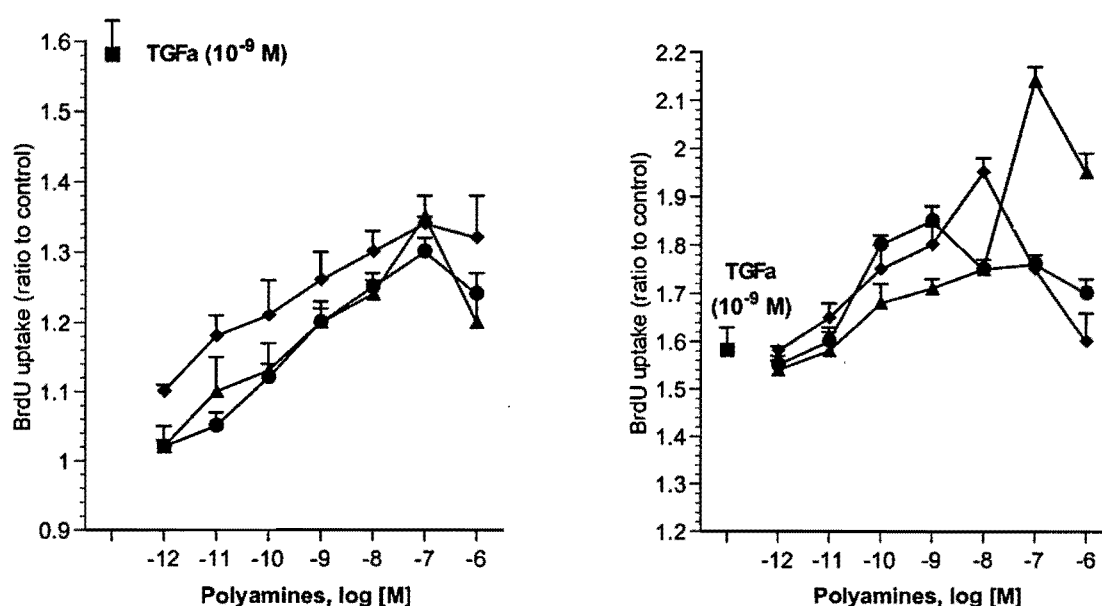 BrdU uptake (ratio to control)
1.6
1.5
1.4
1.3
1.2
1.1
1
0.9
TGFa (10⁻⁹ M)
-12 -11 -10 -9 -8 -7 -6
Polyamines, log [M]
BrdU uptake (ratio to control)
2.2
2.1
2
1.9
1.8
1.7
1.6
1.5
1.4
1.3
1.2
TGFa
(10⁻⁹ M)
-12 -11 -10 -9 -8 -7 -6
Polyamines, log [M]